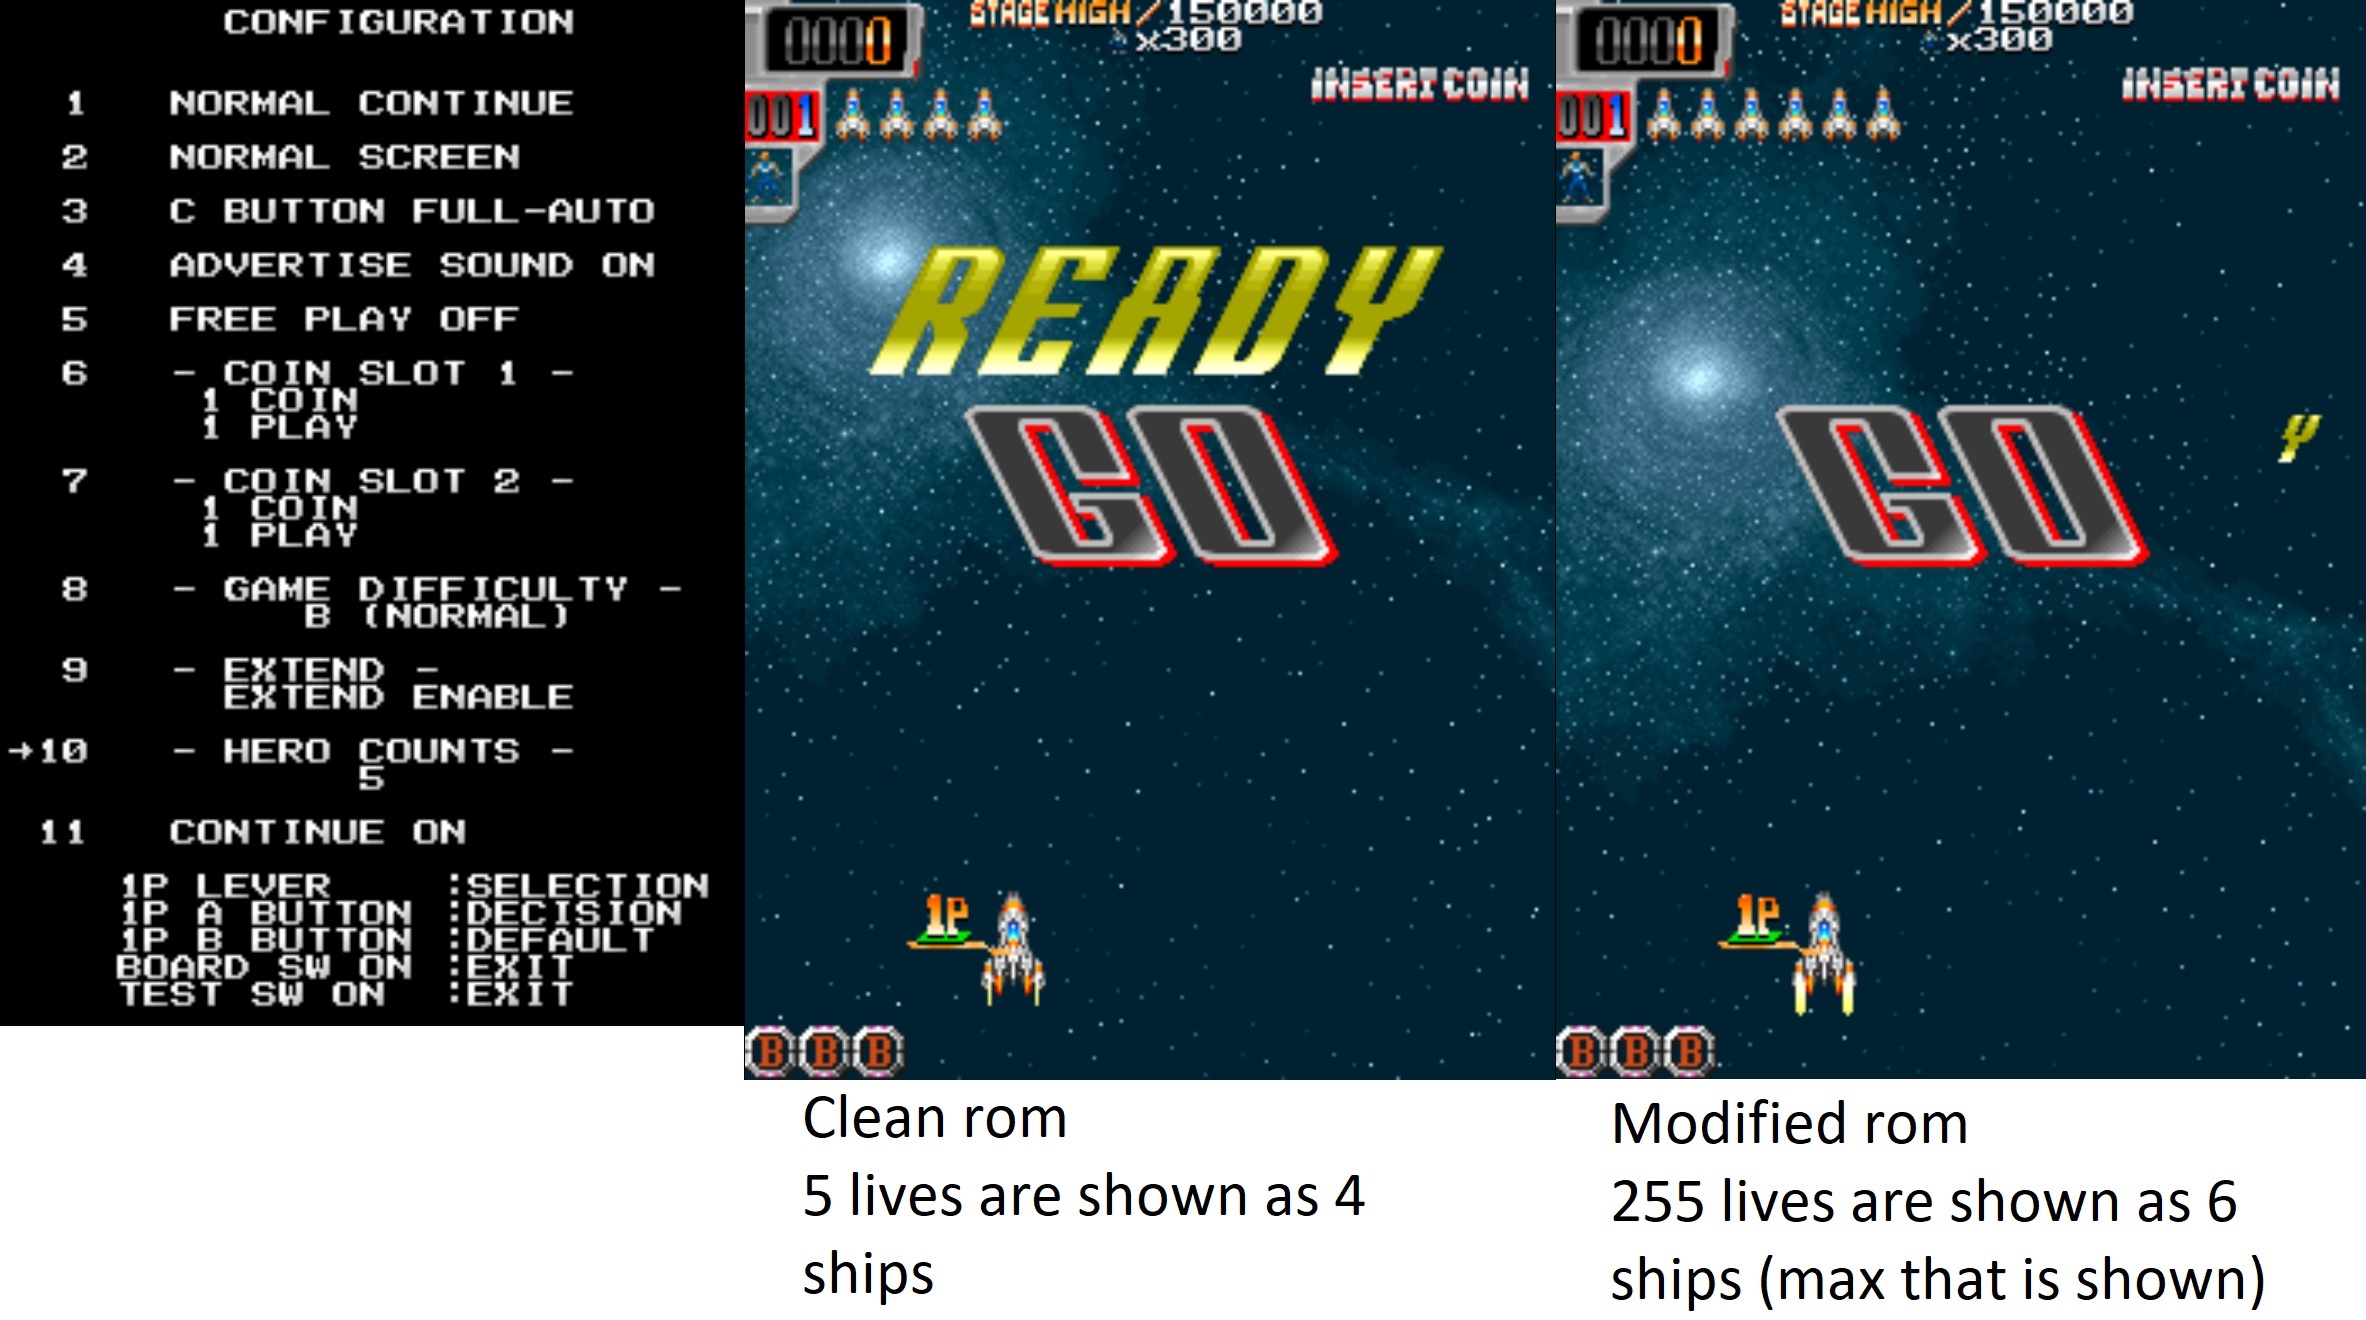 CONFIGURATION
1 NORMAL CONTINUE
2 NORMAL SCREEN
3 C BUTTON FULL-AUTO
4 ADVERTISE SOUND ON
5 FREE PLAY OFF
6 - COIN SLOT 1 -
1 COIN
1 PLAY
7 - COIN SLOT 2 -
1 COIN
1 PLAY
8 - GAME DIFFICULTY -
B (NORMAL)
9 - EXTEND -
EXTEND ENABLE
→10 - HERO COUNTS -
5
11 CONTINUE ON
1P LEVER :SELECTION
1P A BUTTON :DECISION
1P B BUTTON :DEFAULT
BOARD SW ON :EXIT
TEST SW ON :EXIT
STAGE HIGH/150000
0000
x300
INSERT COIN
001
READY
GO
1P
B B B
Clean rom
5 lives are shown as 4
ships
STAGE HIGH/150000
0000
x300
INSERT COIN
001
Y
GO
1P
B B B
Modified rom
255 lives are shown as 6
ships (max that is shown)